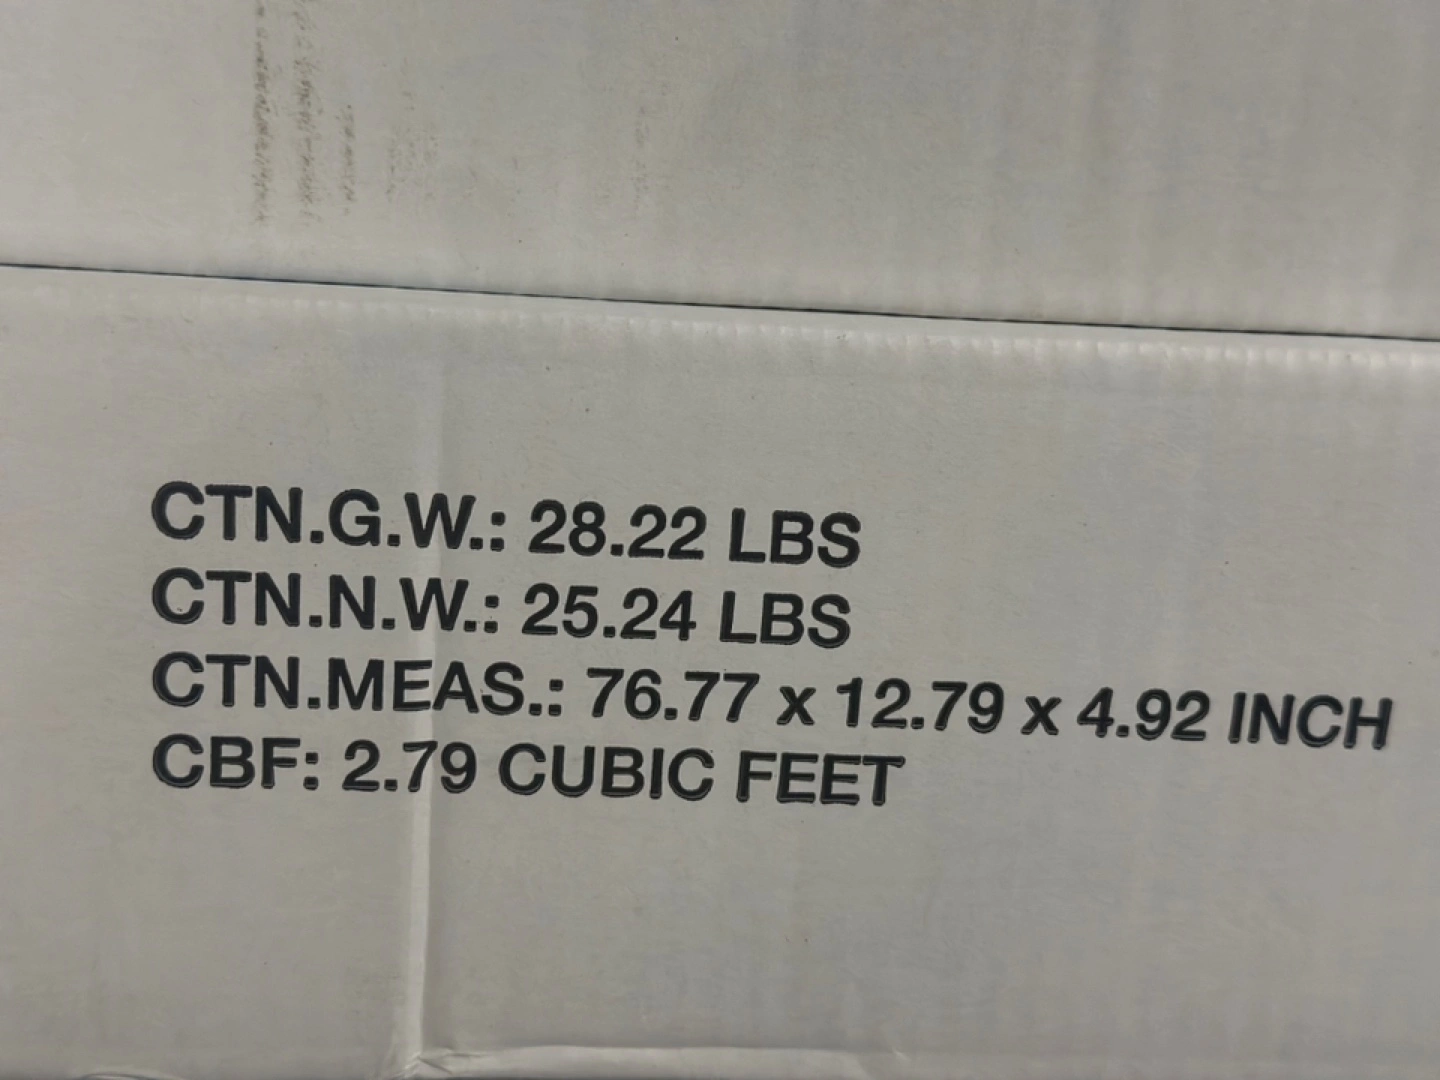 CTN.G.W.: 28.22 LBS
CTN.N.W.: 25.24 LBS
CTN.MEAS.: 76.77 x 12.79 x 4.92 INCH
CBF: 2.79 CUBIC FEET